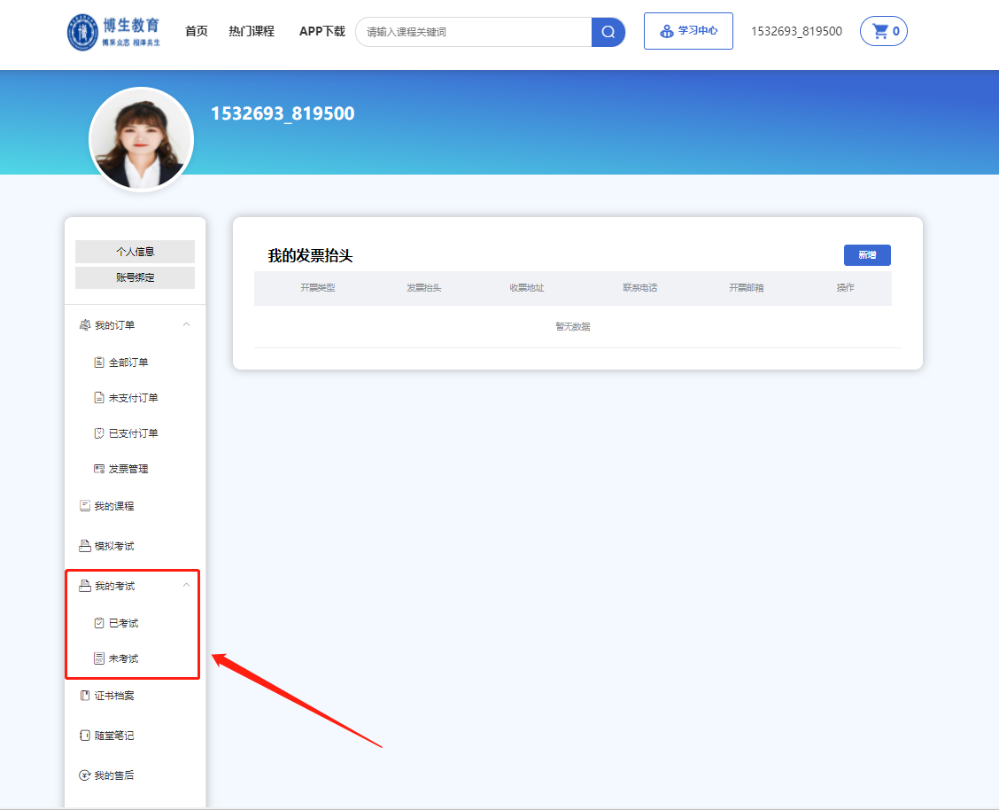 博生教育
博系众志 相泽共生
首页
热门课程
APP下载
请输入课程关键词
学习中心
1532693_819500
0
1532693_819500
个人信息
账号绑定
我的订单
全部订单
未支付订单
已支付订单
发票管理
我的课程
模拟考试
我的考试
已考试
未考试
证书档案
随堂笔记
我的售后
我的发票抬头
新增
开票类型 发票抬头 收票地址 联系电话 开票邮箱 操作
暂无数据